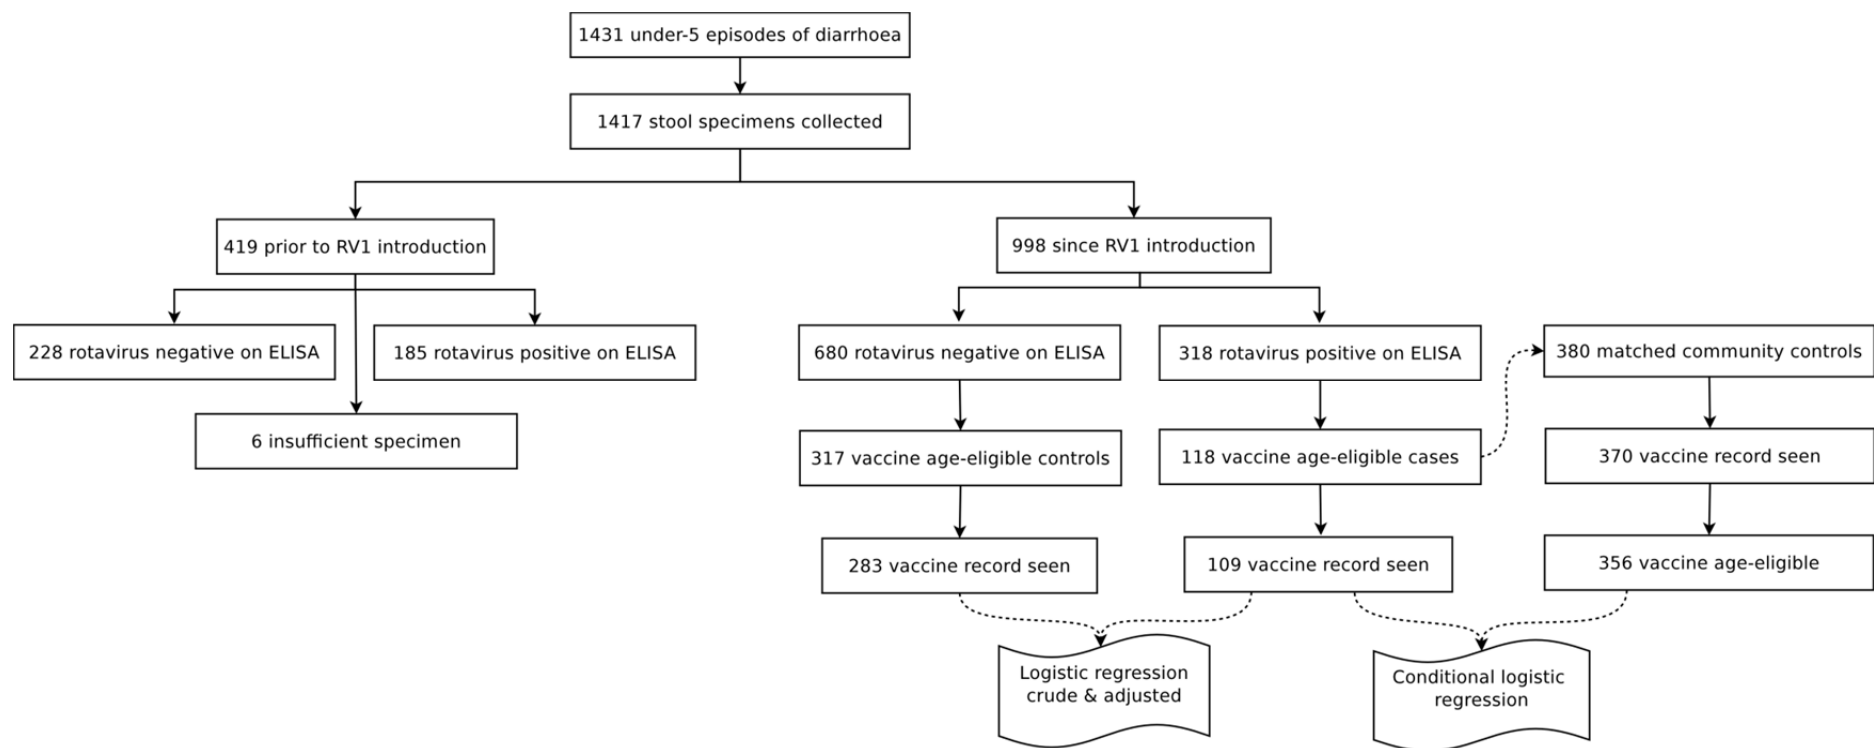 1431 under-5 episodes of diarrhoea
1417 stool specimens collected
419 prior to RV1 introduction
998 since RV1 introduction
228 rotavirus negative on ELISA
185 rotavirus positive on ELISA
680 rotavirus negative on ELISA
318 rotavirus positive on ELISA
380 matched community controls
6 insufficient specimen
317 vaccine age-eligible controls
118 vaccine age-eligible cases
370 vaccine record seen
283 vaccine record seen
109 vaccine record seen
356 vaccine age-eligible
Logistic regression
crude & adjusted
Conditional logistic
regression